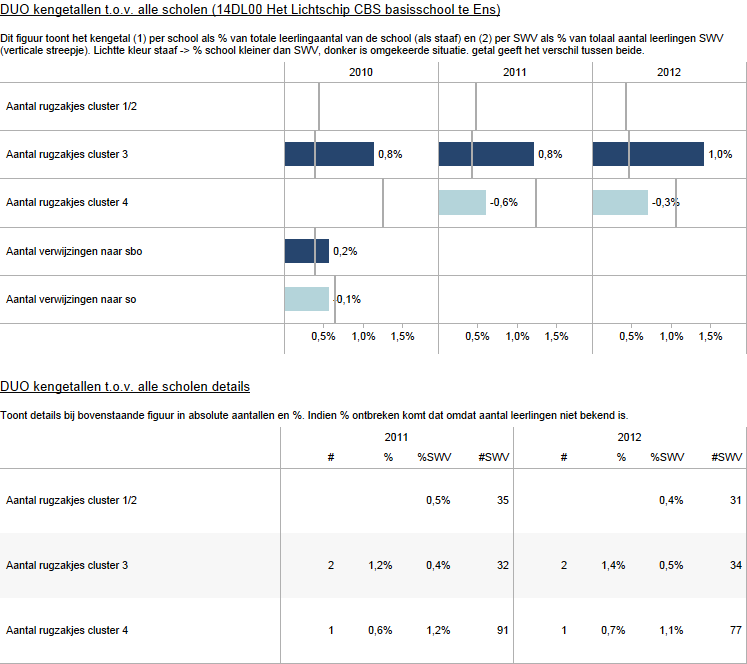 DUO kengetallen t.o.v. alle scholen (14DL00 Het Lichtschip CBS basisschool te Ens)
Dit figuur toont het kengetal (1) per school als % van totale leerlingaantal van de school (als staaf) en (2) per SWV als % van tolaal aantal leerlingen SWV
(verticale streepje). Lichtte kleur staaf -> % school kleiner dan SWV, donker is omgekeerde situatie. getal geeft het verschil tussen beide.
2010 2011 2012
Aantal rugzakjes cluster 1/2
Aantal rugzakjes cluster 3 0,8% 0,8% 1,0%
Aantal rugzakjes cluster 4 -0,6% -0,3%
Aantal verwijzingen naar sbo 0,2%
Aantal verwijzingen naar so -0,1%
0,5% 1,0% 1,5% 0,5% 1,0% 1,5% 0,5% 1,0% 1,5%
DUO kengetallen t.o.v. alle scholen details
Toont details bij bovenstaande figuur in absolute aantallen en %. Indien % ontbreken komt dat omdat aantal leerlingen niet bekend is.
2011 2012
# % %SWV #SWV # % %SWV #SWV
Aantal rugzakjes cluster 1/2 0,5% 35 0,4% 31
Aantal rugzakjes cluster 3 2 1,2% 0,4% 32 2 1,4% 0,5% 34
Aantal rugzakjes cluster 4 1 0,6% 1,2% 91 1 0,7% 1,1% 77